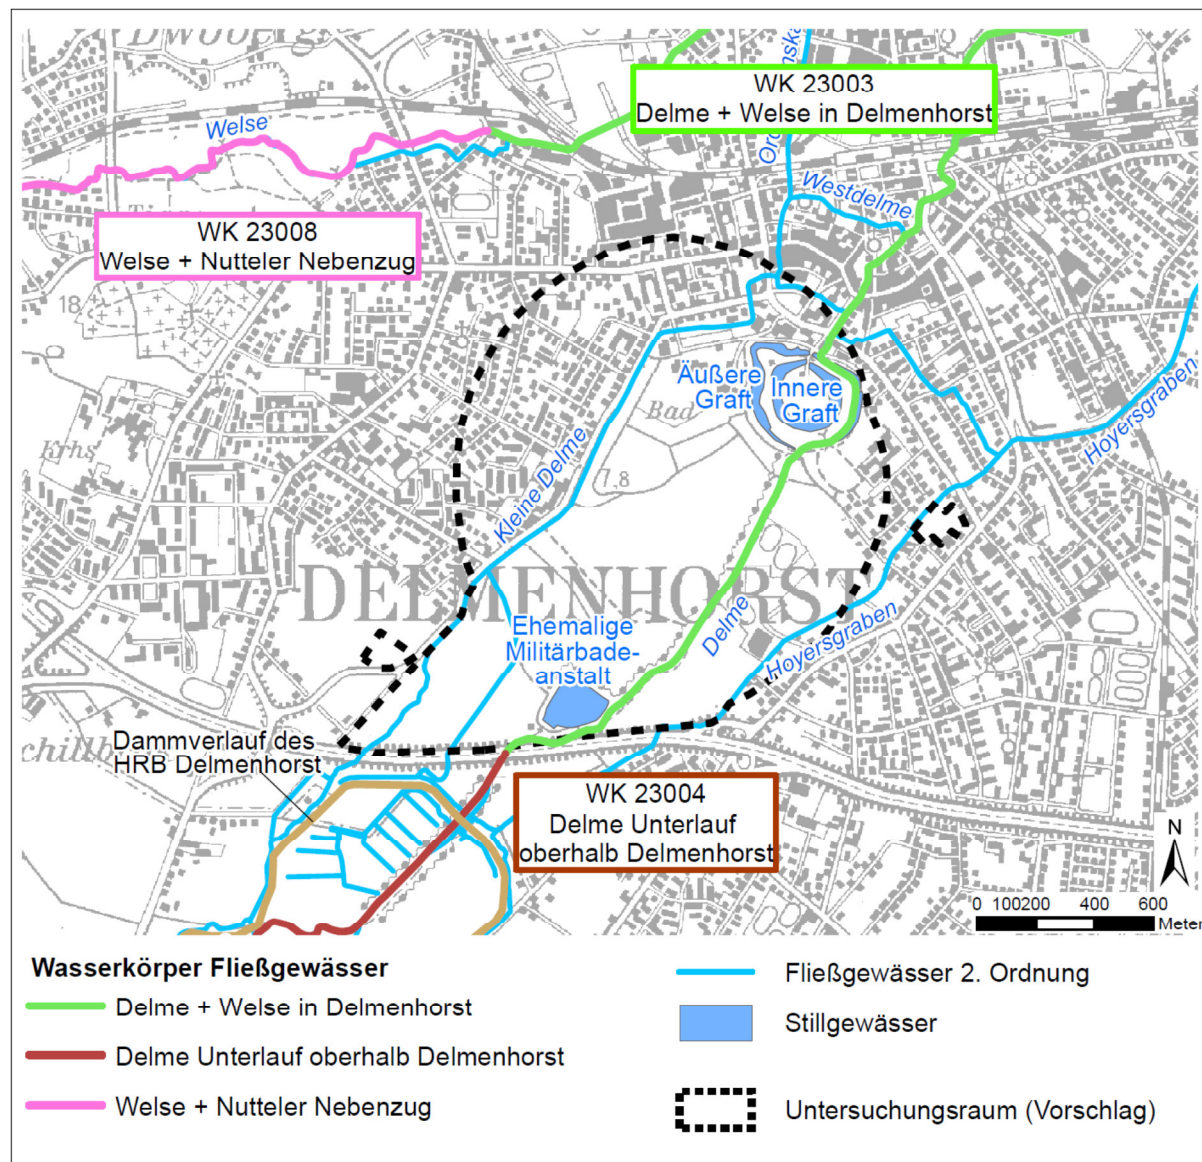 Dwoberg
WK 23003
Delme + Welse in Delmenhorst
Welse
Westdelme
WK 23008
Welse + Nutteler Nebenzug
18
Äußere
Graft
Innere
Graft
Bad
Hoyersgraben
Krhs
7,8
Kleine Delme
DELMENHORST
Ehemalige
Militärbade-
anstalt
Delme
Hoyersgraben
Dammverlauf des
HRB Delmenhorst
WK 23004
Delme Unterlauf
oberhalb Delmenhorst
N
0 100200 400 600
Meter
Wasserkörper Fließgewässer
Delme + Welse in Delmenhorst
Delme Unterlauf oberhalb Delmenhorst
Welse + Nutteler Nebenzug
Fließgewässer 2. Ordnung
Stillgewässer
Untersuchungsraum (Vorschlag)